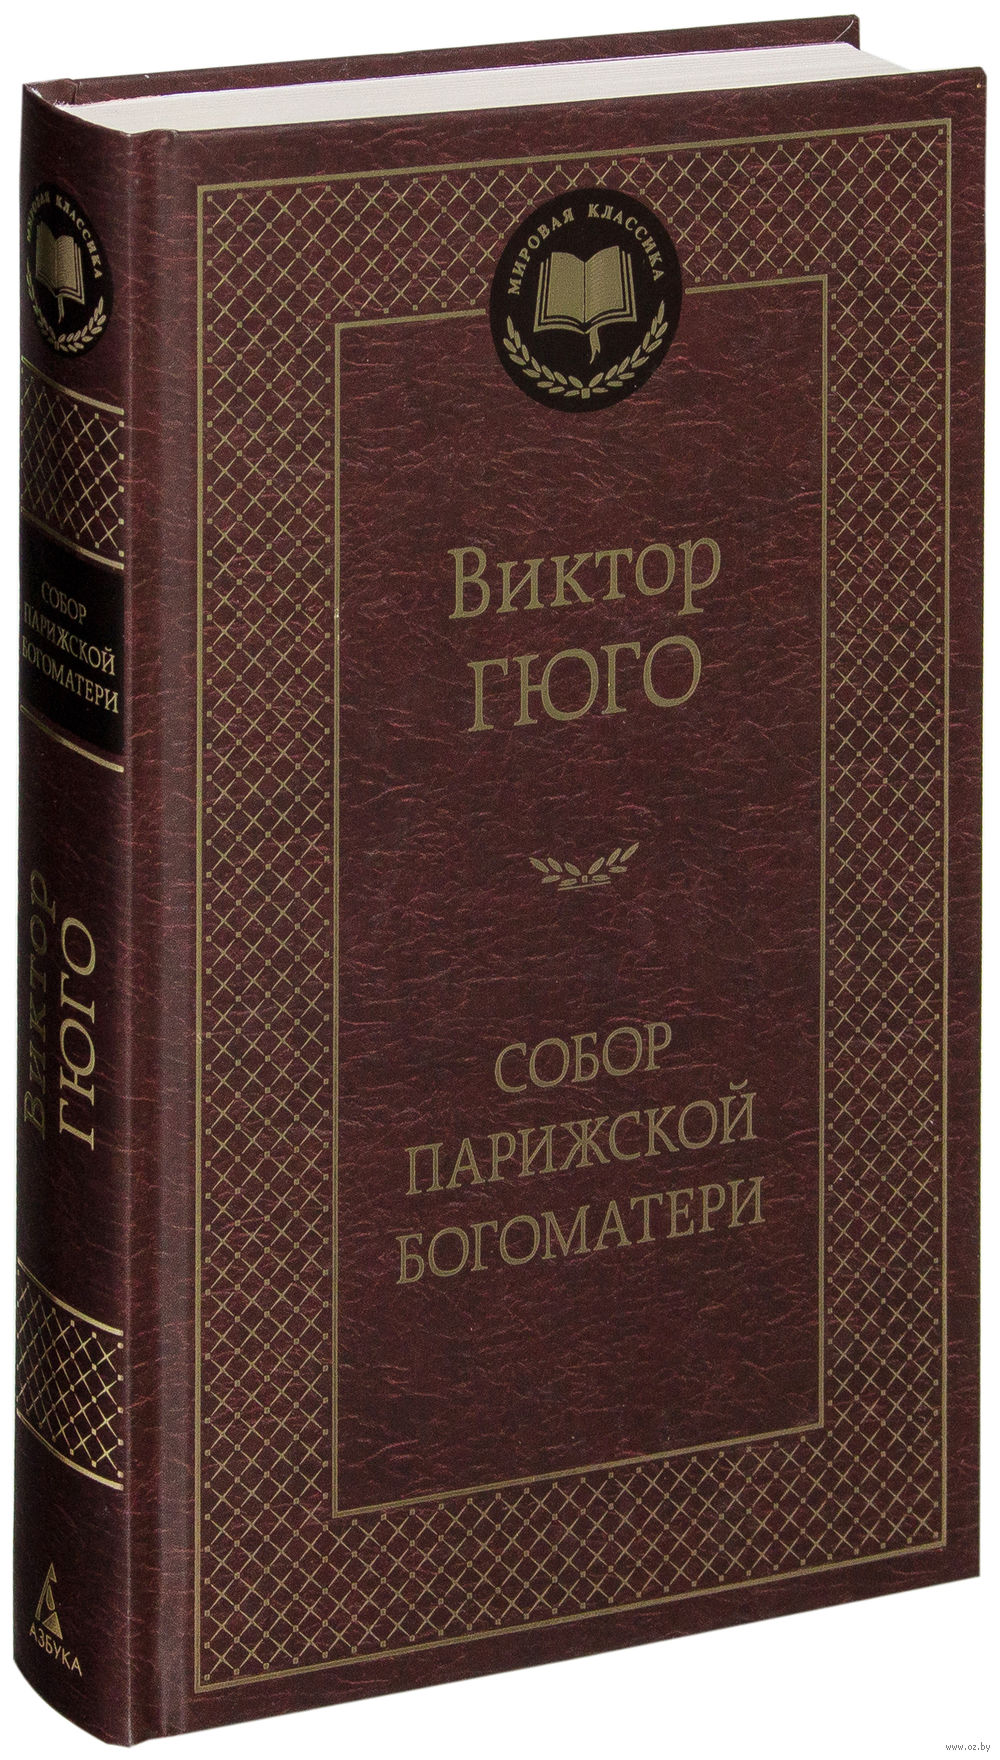 МИРОВАЯ КЛАССИКА
СОБОР
ПАРИЖСКОЙ
БОГОМАТЕРИ
ВИКТОР
ГЮГО
АЗБУКА
МИРОВАЯ КЛАССИКА
Виктор
ГЮГО
СОБОР
ПАРИЖСКОЙ
БОГОМАТЕРИ
www.oz.by